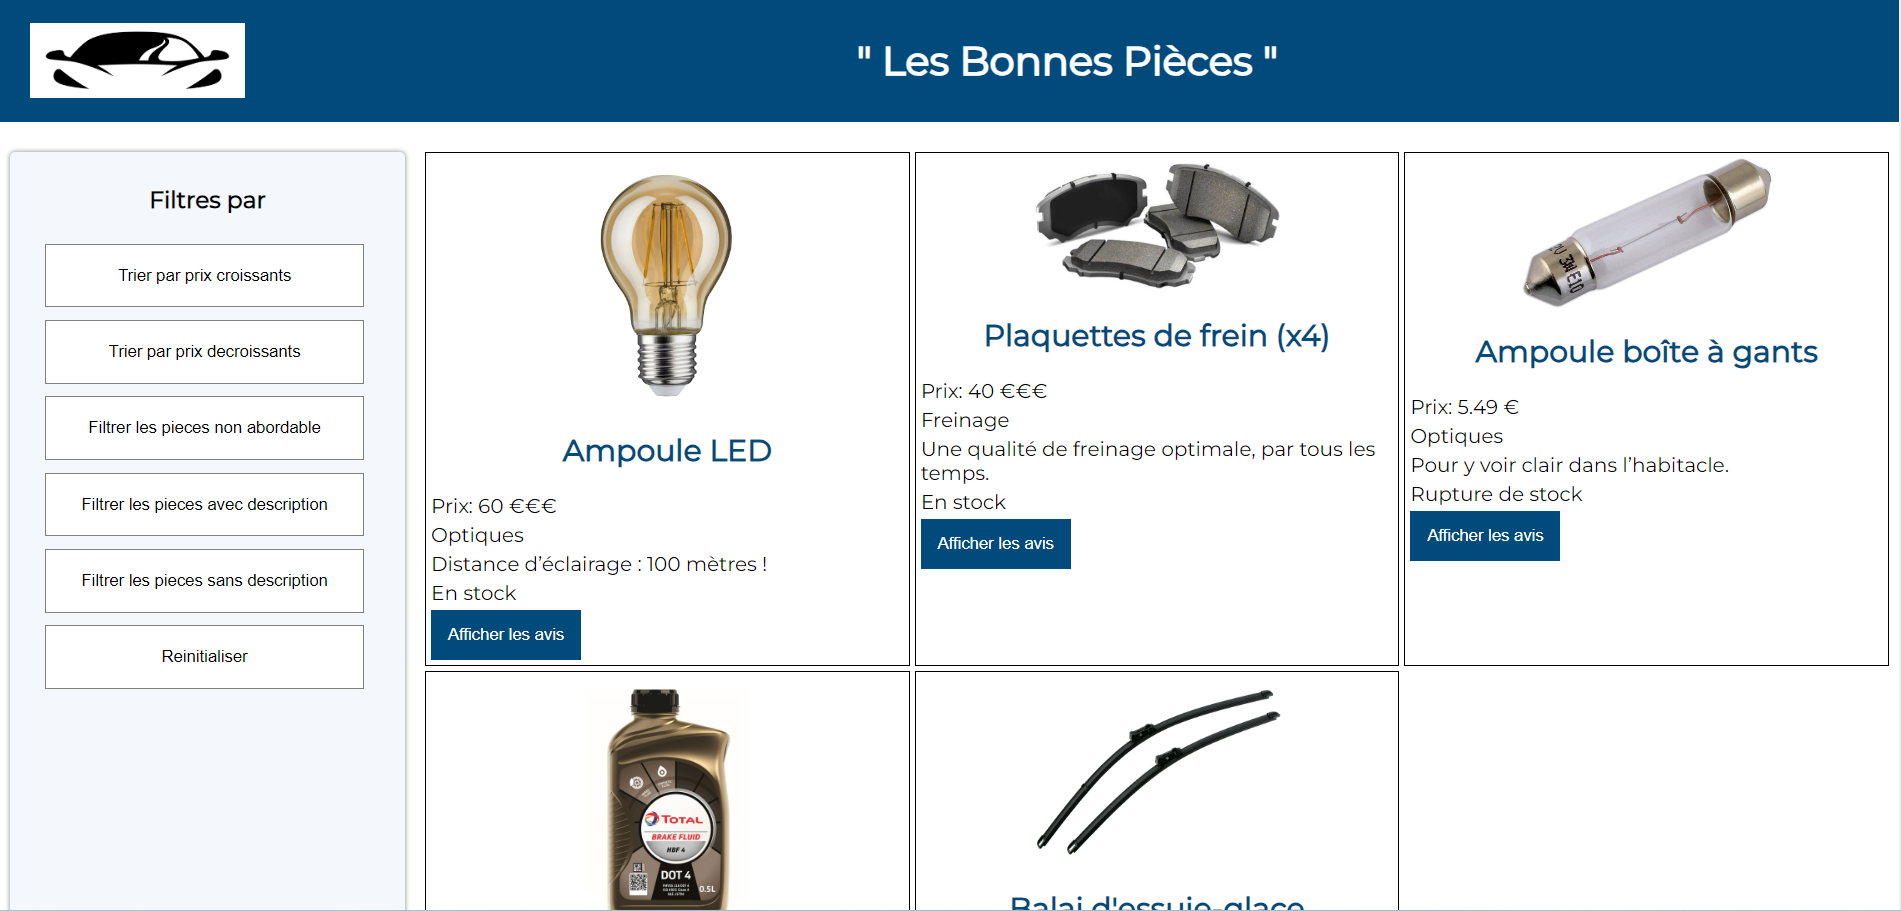 " Les Bonnes Pièces "
Filtres par
Trier par prix croissants
Trier par prix decroissants
Filtrer les pieces non abordable
Filtrer les pieces avec description
Filtrer les pieces sans description
Reinitialiser
Ampoule LED
Prix: 60 €€€
Optiques
Distance d’éclairage : 100 mètres !
En stock
Afficher les avis
Plaquettes de frein (x4)
Prix: 40 €€€
Freinage
Une qualité de freinage optimale, par tous les
temps.
En stock
Afficher les avis
3W E10
Ampoule boîte à gants
Prix: 5.49 €
Optiques
Pour y voir clair dans l’habitacle.
Rupture de stock
Afficher les avis
TOTAL
BRAKE FLUID
HBF 4
DOT 4
0.5L
Balai d'essuie-glace